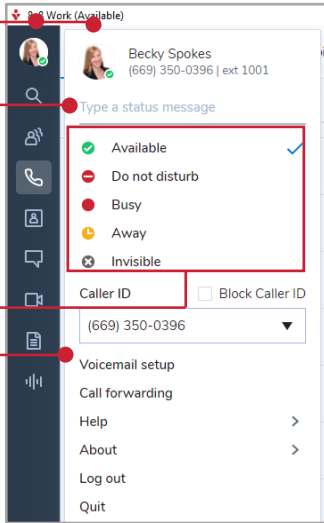 8x8 Work (Available)
Becky Spokes
(669) 350-0396 | ext 1001
Type a status message
Available
Do not disturb
Busy
Away
Invisible
Caller ID Block Caller ID
(669) 350-0396
Voicemail setup
Call forwarding
Help
About
Log out
Quit